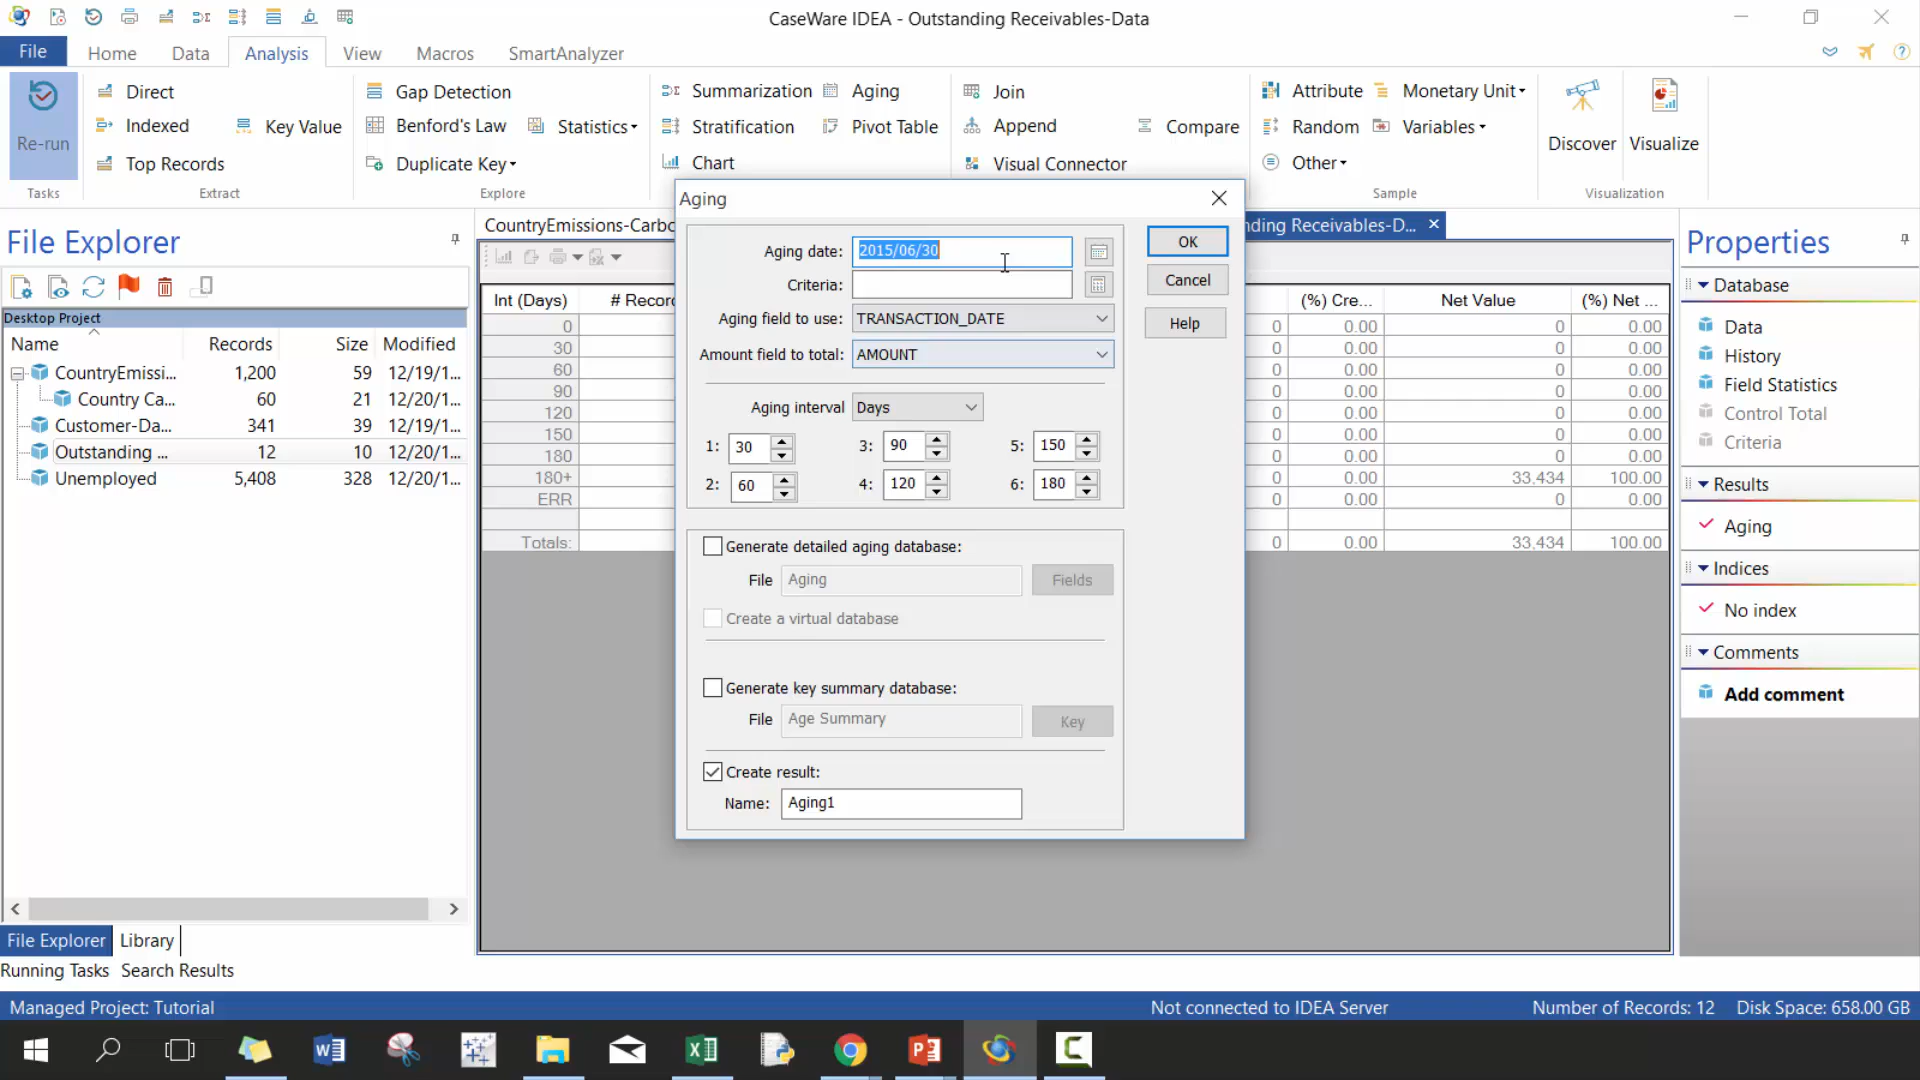 CaseWare IDEA - Outstanding Receivables-Data
File Home Data Analysis View Macros SmartAnalyzer
Re-run
Tasks
Direct
Indexed
Key Value
Top Records
Extract
Gap Detection
Benford's Law
Statistics
Duplicate Key
Explore
Summarization
Aging
Stratification
Pivot Table
Chart
Join
Append
Compare
Visual Connector
Attribute
Monetary Unit
Random
Variables
Other
Sample
Discover
Visualize
Visualization
File Explorer
Desktop Project
Name Records Size Modified
CountryEmissi... 1,200 59 12/19/1...
Country Ca... 60 21 12/20/1...
Customer-Da... 341 39 12/19/1...
Outstanding ... 12 10 12/20/1...
Unemployed 5,408 328 12/20/1...
File Explorer Library
Running Tasks Search Results
CountryEmissions-Carbo
nding Receivables-D...
Int (Days) # Recor (%) Cre... Net Value (%) Net ...
0 0 0.00 0 0.00
30 0 0.00 0 0.00
60 0 0.00 0 0.00
90 0 0.00 0 0.00
120 0 0.00 0 0.00
150 0 0.00 0 0.00
180 0 0.00 0 0.00
180+ 0 0.00 33,434 100.00
ERR 0 0.00 0 0.00
Totals: 0 0.00 33,434 100.00
Aging
Aging date: 2015/06/30
Criteria:
Aging field to use: TRANSACTION_DATE
Amount field to total: AMOUNT
Aging interval Days
1: 30 3: 90 5: 150
2: 60 4: 120 6: 180
Generate detailed aging database:
File Aging Fields
Create a virtual database
Generate key summary database:
File Age Summary Key
Create result:
Name: Aging1
OK
Cancel
Help
Properties
Database
Data
History
Field Statistics
Control Total
Criteria
Results
Aging
Indices
No index
Comments
Add comment
Managed Project: Tutorial Not connected to IDEA Server Number of Records: 12 Disk Space: 658.00 GB